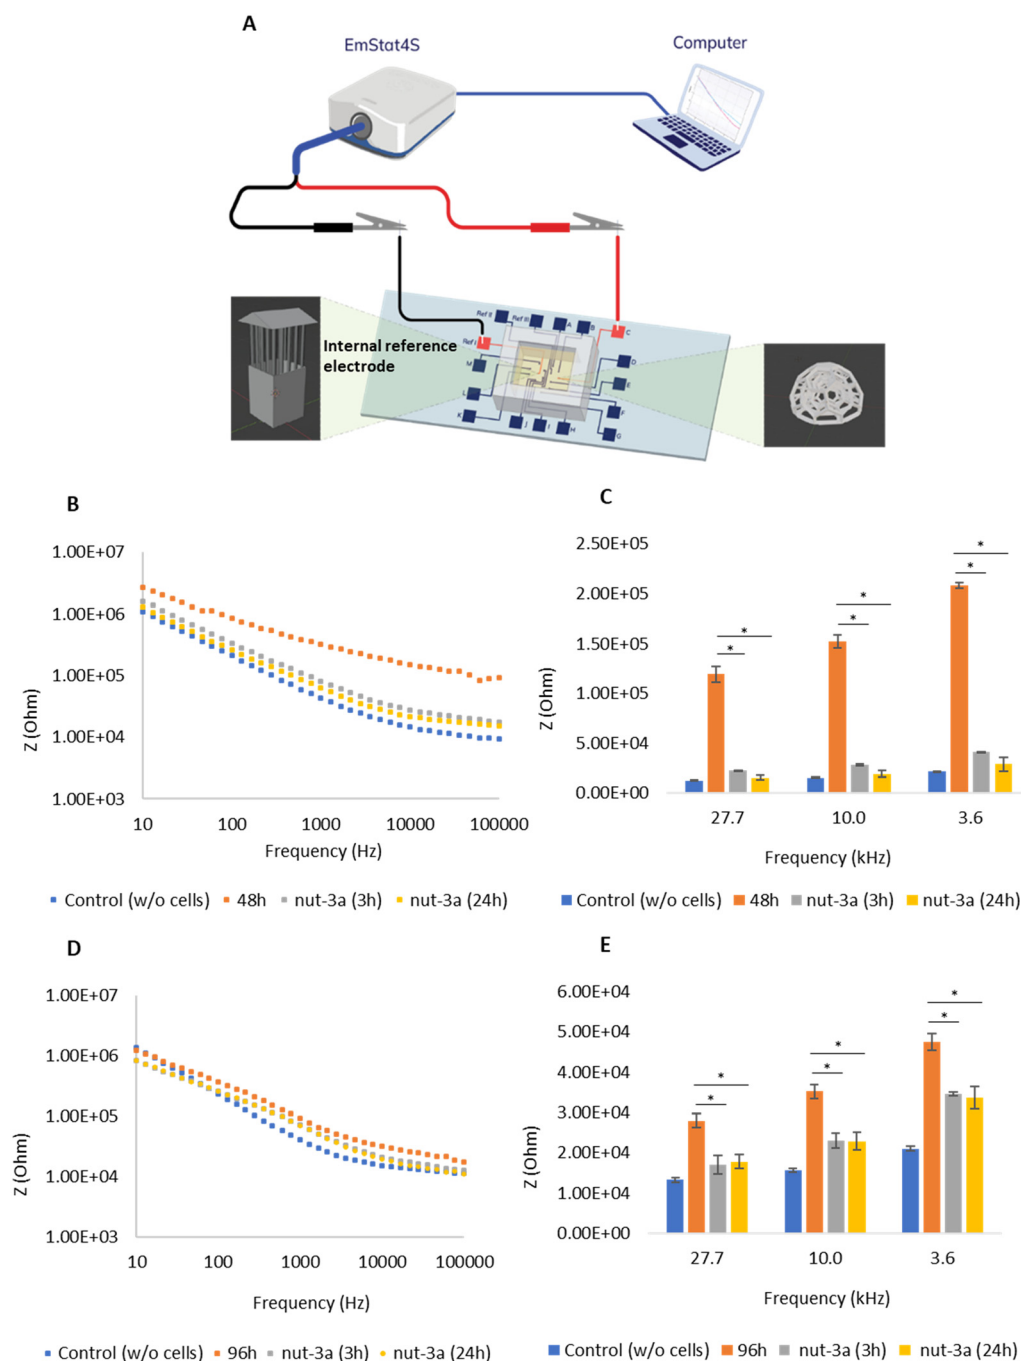 A
EmStat4S
Computer
Ref II
Ref III
A
B
C
Ref I
Internal reference
electrode
M
D
E
L
F
K
J
I
H
G
B
C
1.00E+07
1.00E+06
1.00E+05
1.00E+04
1.00E+03
Z (Ohm)
10 100 1000 10000 100000
Frequency (Hz)
Control (w/o cells) 48h nut-3a (3h) nut-3a (24h)
2.50E+05
2.00E+05
1.50E+05
1.00E+05
5.00E+04
0.00E+00
Z (Ohm)
* * * * * *
27.7 10.0 3.6
Frequency (kHz)
Control (w/o cells) 48h nut-3a (3h) nut-3a (24h)
D
E
1.00E+07
1.00E+06
1.00E+05
1.00E+04
1.00E+03
Z (Ohm)
10 100 1000 10000 100000
Frequency (Hz)
Control (w/o cells) 96h nut-3a (3h) nut-3a (24h)
6.00E+04
5.00E+04
4.00E+04
3.00E+04
2.00E+04
1.00E+04
0.00E+00
Z (Ohm)
* * * * * *
27.7 10.0 3.6
Frequency (kHz)
Control (w/o cells) 96h nut-3a (3h) nut-3a (24h)